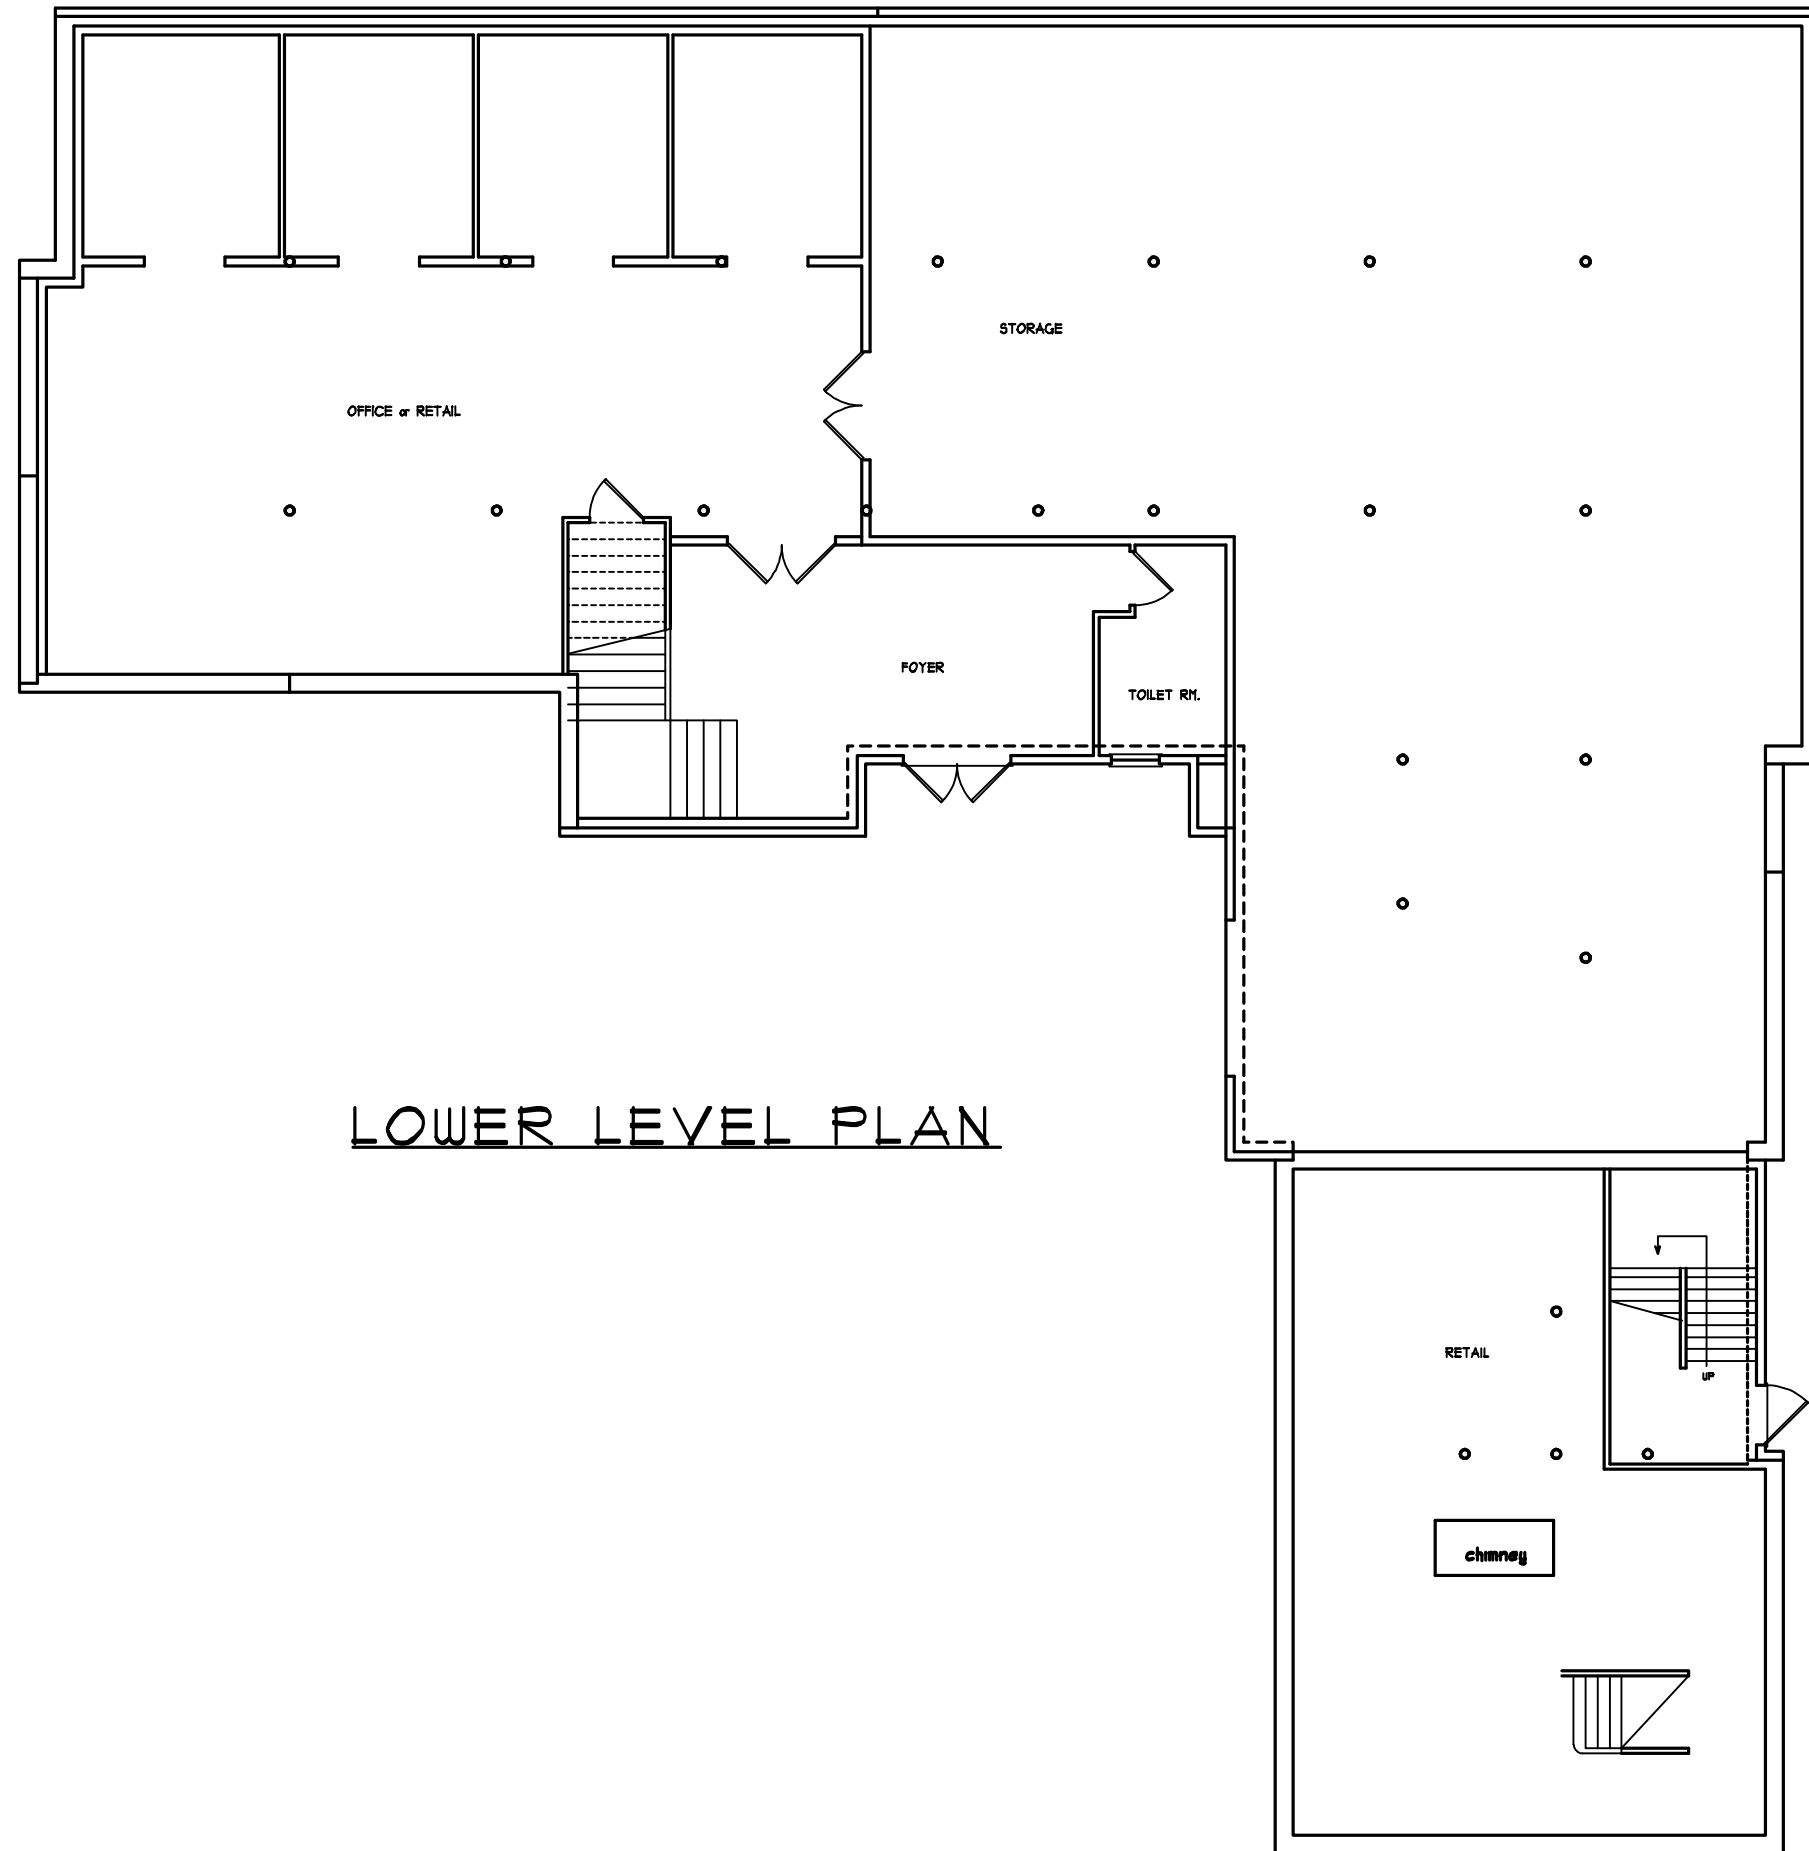 STORAGE
OFFICE or RETAIL
FOYER
TOILET RM.
LOWER LEVEL PLAN
RETAIL
UP
chimney